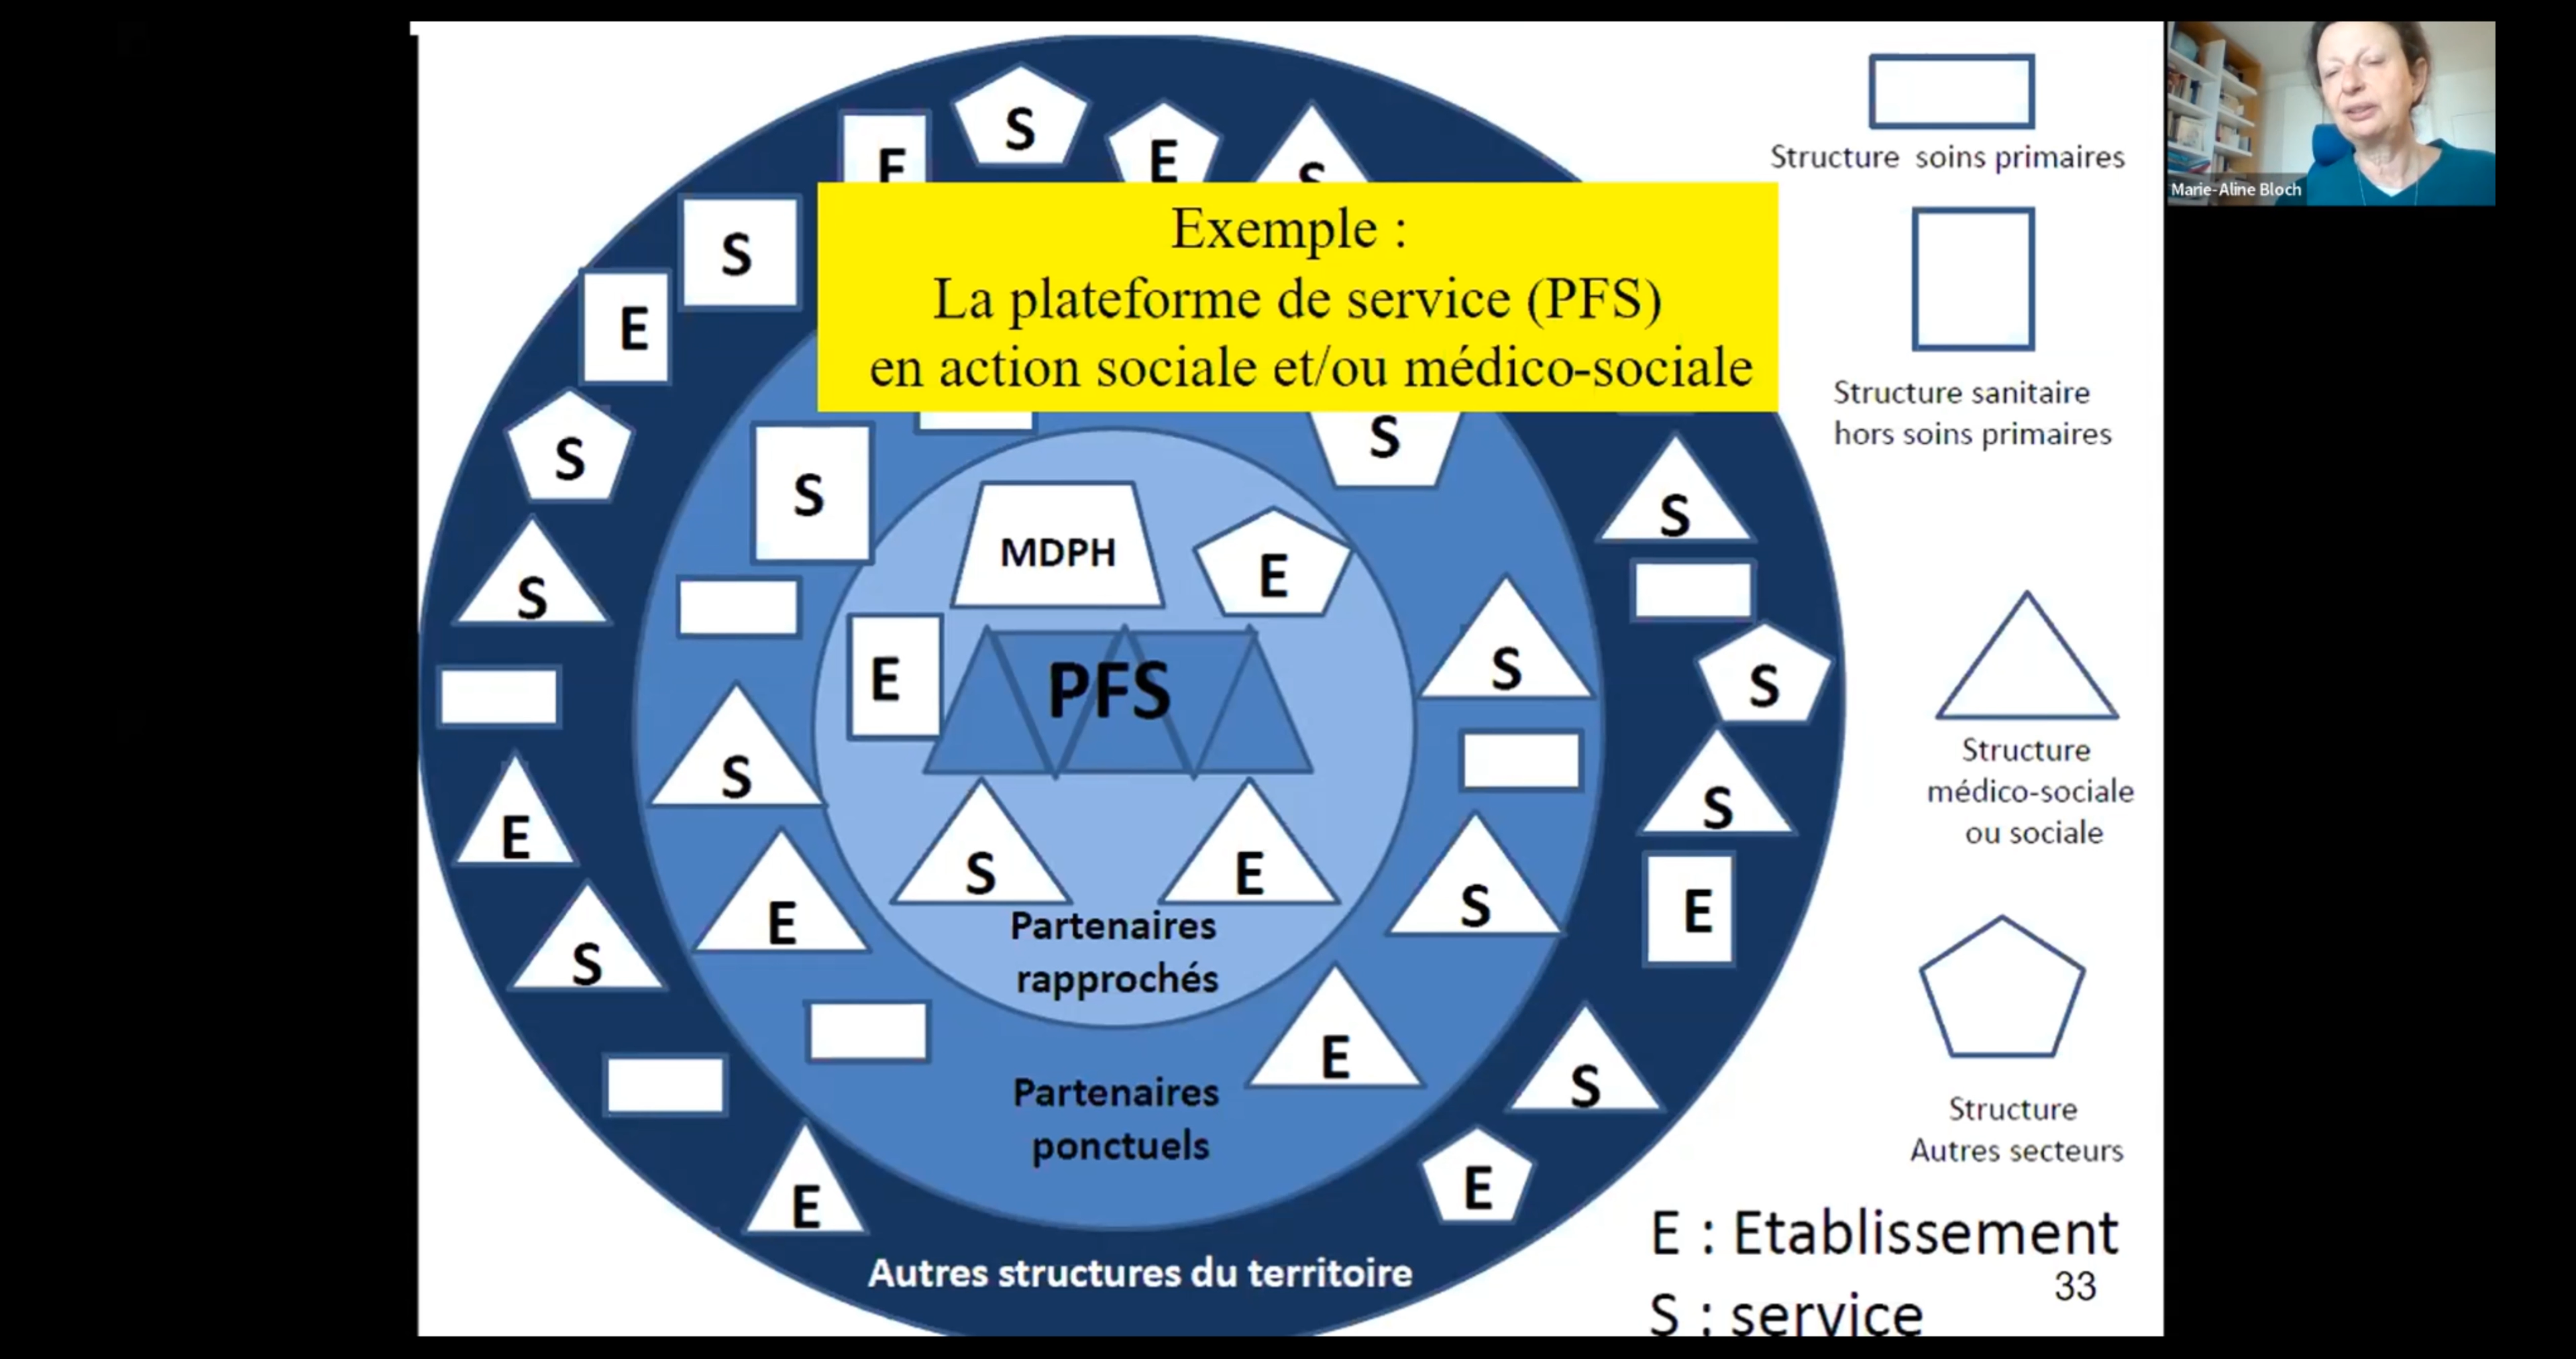 S
E
E
S
S
Exemple :
La plateforme de service (PFS)
en action sociale et/ou médico-sociale
E
S
S
S
S
S
MDPH
E
S
E
PFS
S
S
S
S
E
S
E
S
E
S
E
S
Partenaires
rapprochés
E
E
S
Partenaires
ponctuels
E
E
Autres structures du territoire
Structure soins primaires
Structure sanitaire
hors soins primaires
Structure
médico-sociale
ou sociale
Structure
Autres secteurs
E : Etablissement
S : service
33
Marie-Aline Bloch